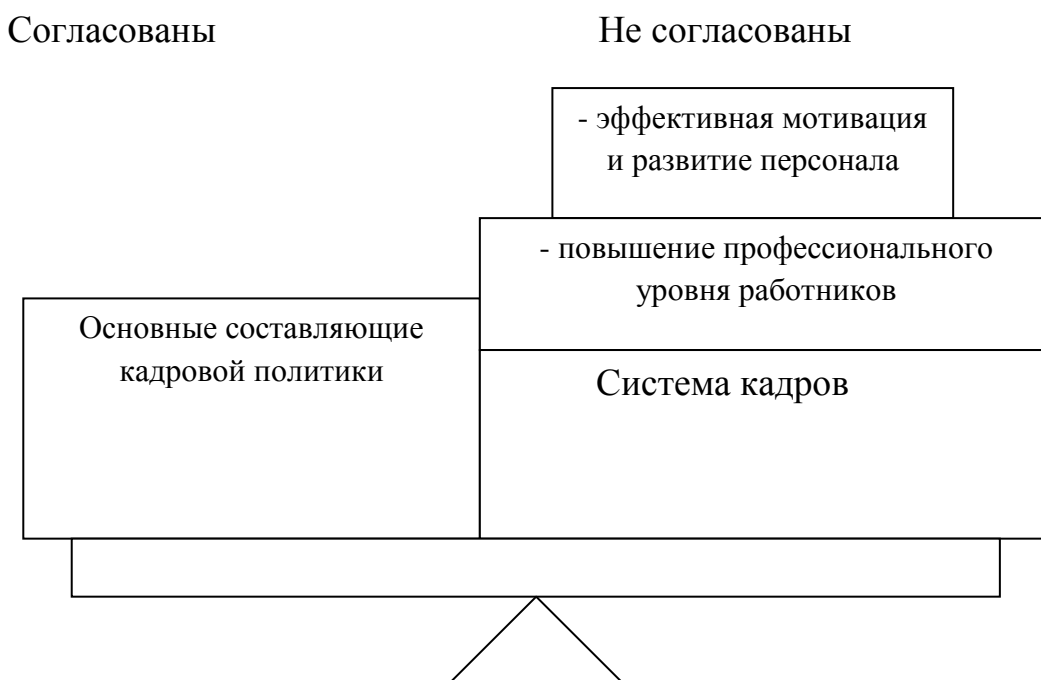 Согласованы
Не согласованы
- эффективная мотивация
и развитие персонала
- повышение профессионального
уровня работников
Основные составляющие
кадровой политики
Система кадров